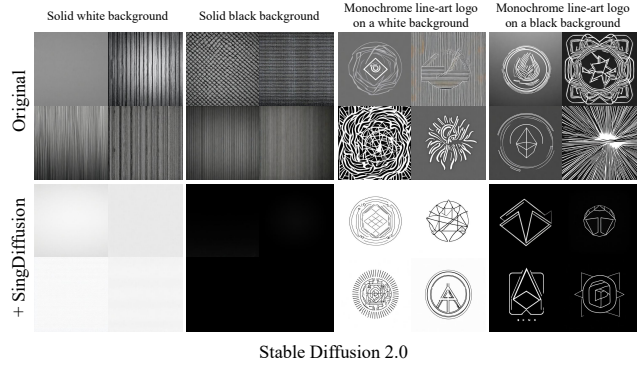 Solid white background
Solid black background
Monochrome line-art logo
on a white background
Monochrome line-art logo
on a black background
Original
+ SingDiffusion
Stable Diffusion 2.0